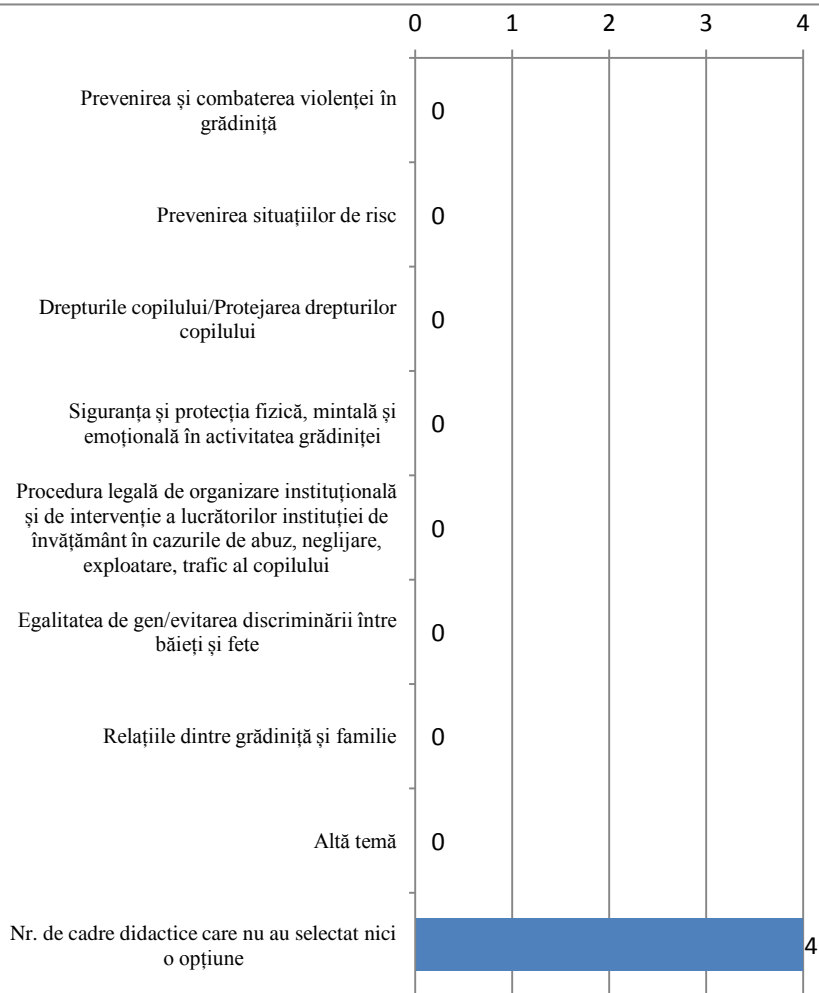 0 1 2 3 4
Prevenirea și combaterea violenței în
grădiniță
0
Prevenirea situațiilor de risc
0
Drepturile copilului/Protejarea drepturilor
copilului
0
Siguranța și protecția fizică, mintală și
emoțională în activitatea grădiniței
0
Procedura legală de organizare instituțională
și de intervenție a lucrătorilor instituției de
învățământ în cazurile de abuz, neglijare,
exploatare, trafic al copilului
0
Egalitatea de gen/evitarea discriminării între
băieți și fete
0
Relațiile dintre grădiniță și familie
0
Altă temă
0
Nr. de cadre didactice care nu au selectat nici
o opțiune
4